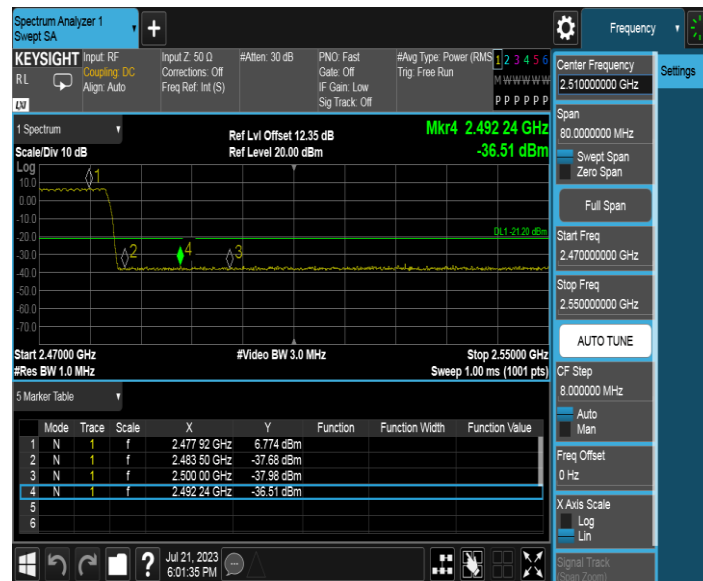 Spectrum Analyzer 1
Swept SA
+
Frequency
KEYSIGHT
RL
LXI
Input: RF
Coupling: DC
Align: Auto
Input Z: 50 Ω
Corrections: Off
Freq Ref: Int (S)
#Atten: 30 dB
PNO: Fast
Gate: Off
IF Gain: Low
Sig Track: Off
#Avg Type: Power (RMS
Trig: Free Run
1 2 3 4 5 6
M W W W W W
P P P P P P
1 Spectrum
Scale/Div 10 dB
Ref Lvl Offset 12.35 dB
Ref Level 20.00 dBm
Mkr4 2.492 24 GHz
-36.51 dBm
Log
10.0
0.00
-10.0
-20.0
-30.0
-40.0
-50.0
-60.0
-70.0
1
2
4
3
DL1 -21.20 dBm
Start 2.47000 GHz
#Video BW 3.0 MHz
Stop 2.55000 GHz
#Res BW 1.0 MHz
Sweep 1.00 ms (1001 pts)
5 Marker Table
Mode Trace Scale X Y Function Function Width Function Value
1 N 1 f 2.477 92 GHz 6.774 dBm
2 N 1 f 2.483 50 GHz -37.68 dBm
3 N 1 f 2.500 00 GHz -37.98 dBm
4 N 1 f 2.492 24 GHz -36.51 dBm
5
6
?
Jul 21, 2023
6:01:35 PM
Center Frequency
2.510000000 GHz
Settings
Span
80.0000000 MHz
Swept Span
Zero Span
Full Span
Start Freq
2.470000000 GHz
Stop Freq
2.550000000 GHz
AUTO TUNE
CF Step
8.000000 MHz
Auto
Man
Freq Offset
0 Hz
X Axis Scale
Log
Lin
Signal Track
(Span Zoom)